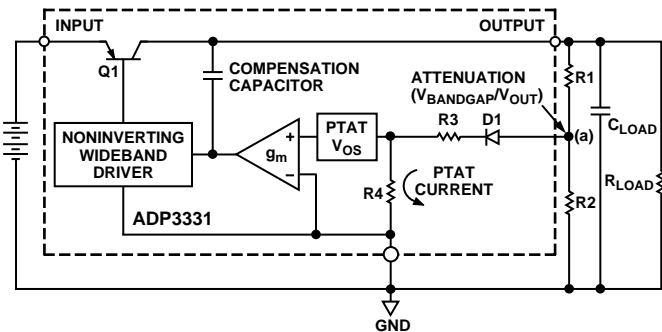 INPUT
OUTPUT
Q1
COMPENSATION
CAPACITOR
ATTENUATION
(VBANDGAP/VOUT)
R1
CLOAD
RLOAD
NONINVERTING
WIDEBAND
DRIVER
gm
+
−
PTAT
VOS
R3
D1
(a)
R4
PTAT
CURRENT
R2
ADP3331
GND